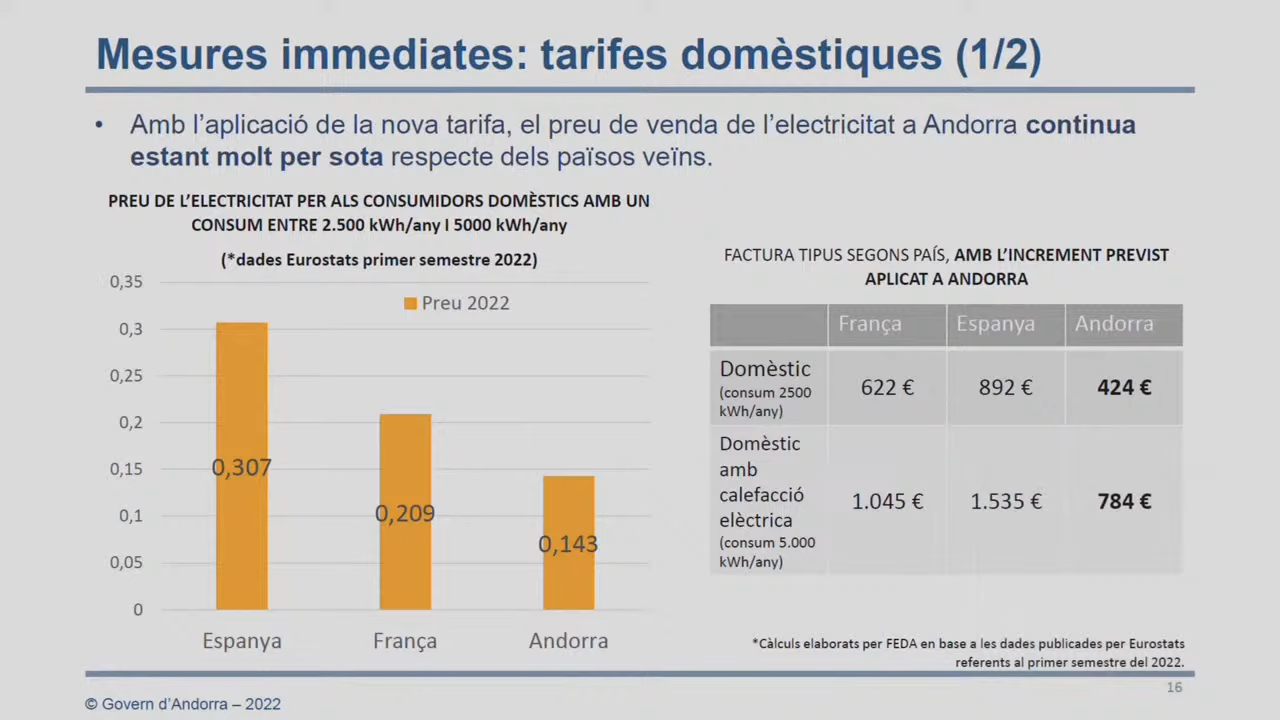 Mesures immediates: tarifes domèstiques (1/2)
• Amb l’aplicació de la nova tarifa, el preu de venda de l’electricitat a Andorra continua
estant molt per sota respecte dels països veïns.
PREU DE L’ELECTRICITAT PER ALS CONSUMIDORS DOMÈSTICS AMB UN
CONSUM ENTRE 2.500 kWh/any I 5000 kWh/any
(*dades Eurostats primer semestre 2022)
Preu 2022
0,35
0,3
0,25
0,2
0,15
0,1
0,05
0
0,307
0,209
0,143
Espanya
França
Andorra
FACTURA TIPUS SEGONS PAÍS, AMB L’INCREMENT PREVIST
APLICAT A ANDORRA
França Espanya Andorra
Domèstic
(consum 2500
kWh/any)
622 € 892 € 424 €
Domèstic
amb
calefacció
elèctrica
(consum 5.000
kWh/any)
1.045 € 1.535 € 784 €
*Càlculs elaborats per FEDA en base a les dades publicades per Eurostats
referents al primer semestre del 2022.
16
© Govern d’Andorra – 2022